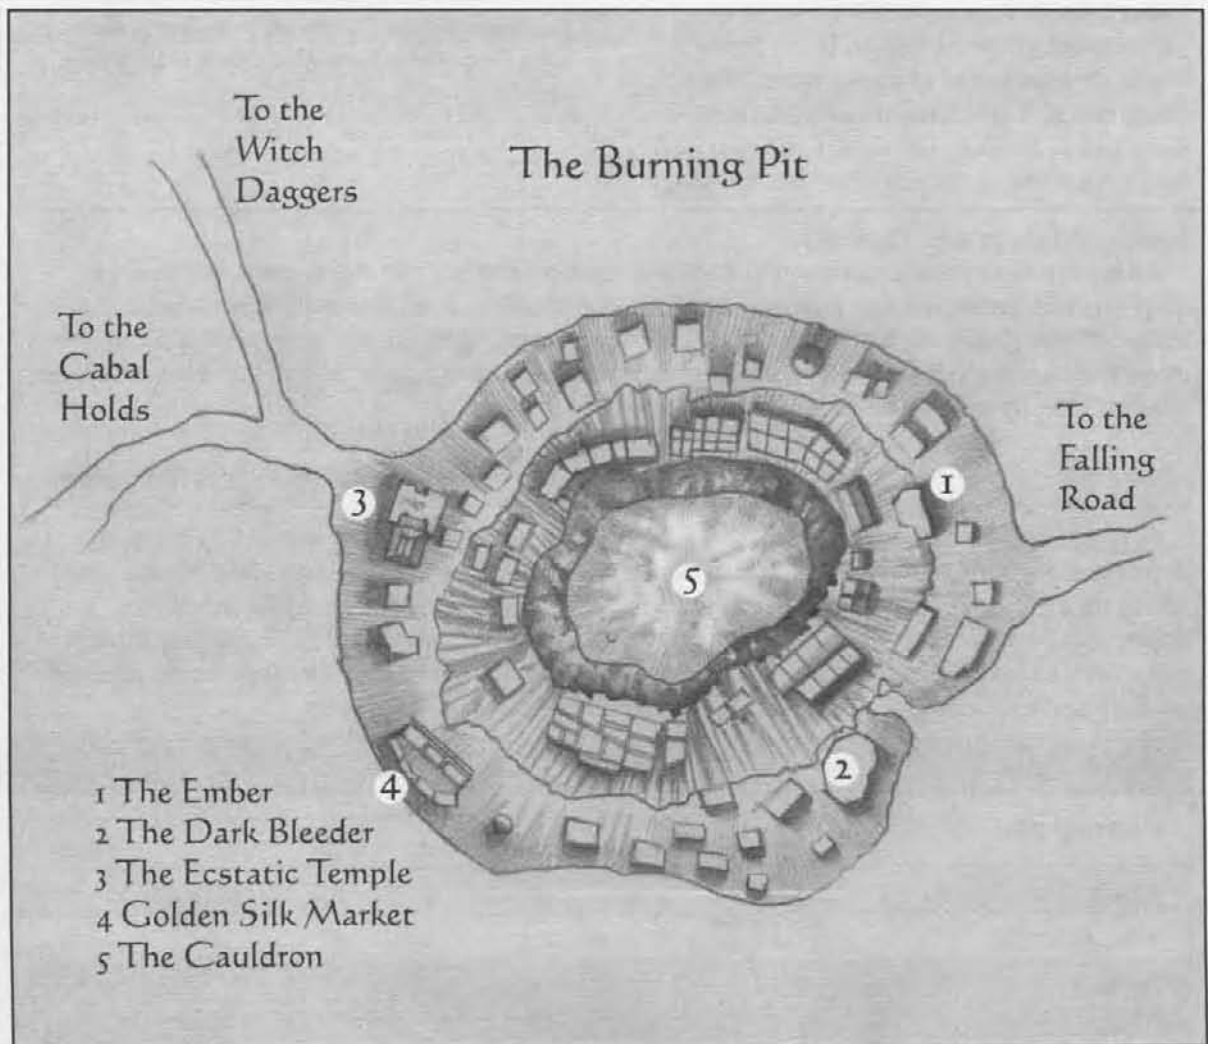 To the
Witch
Daggers
The Burning Pit
To the
Cabal
Holds
To the
Falling
Road
1
3
5
2
4
1 The Ember
2 The Dark Bleeder
3 The Ecstatic Temple
4 Golden Silk Market
5 The Cauldron